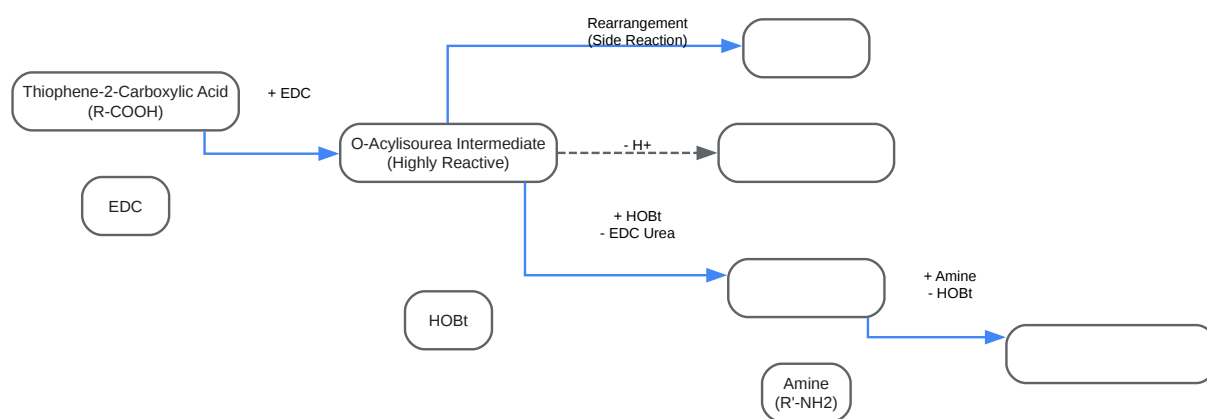 Rearrangement
(Side Reaction)
Thiophene-2-Carboxylic Acid
(R-COOH)
+ EDC
O-Acylisourea Intermediate
(Highly Reactive)
- H+
EDC
+ HOBt
- EDC Urea
+ Amine
- HOBt
HOBt
Amine
(R'-NH2)